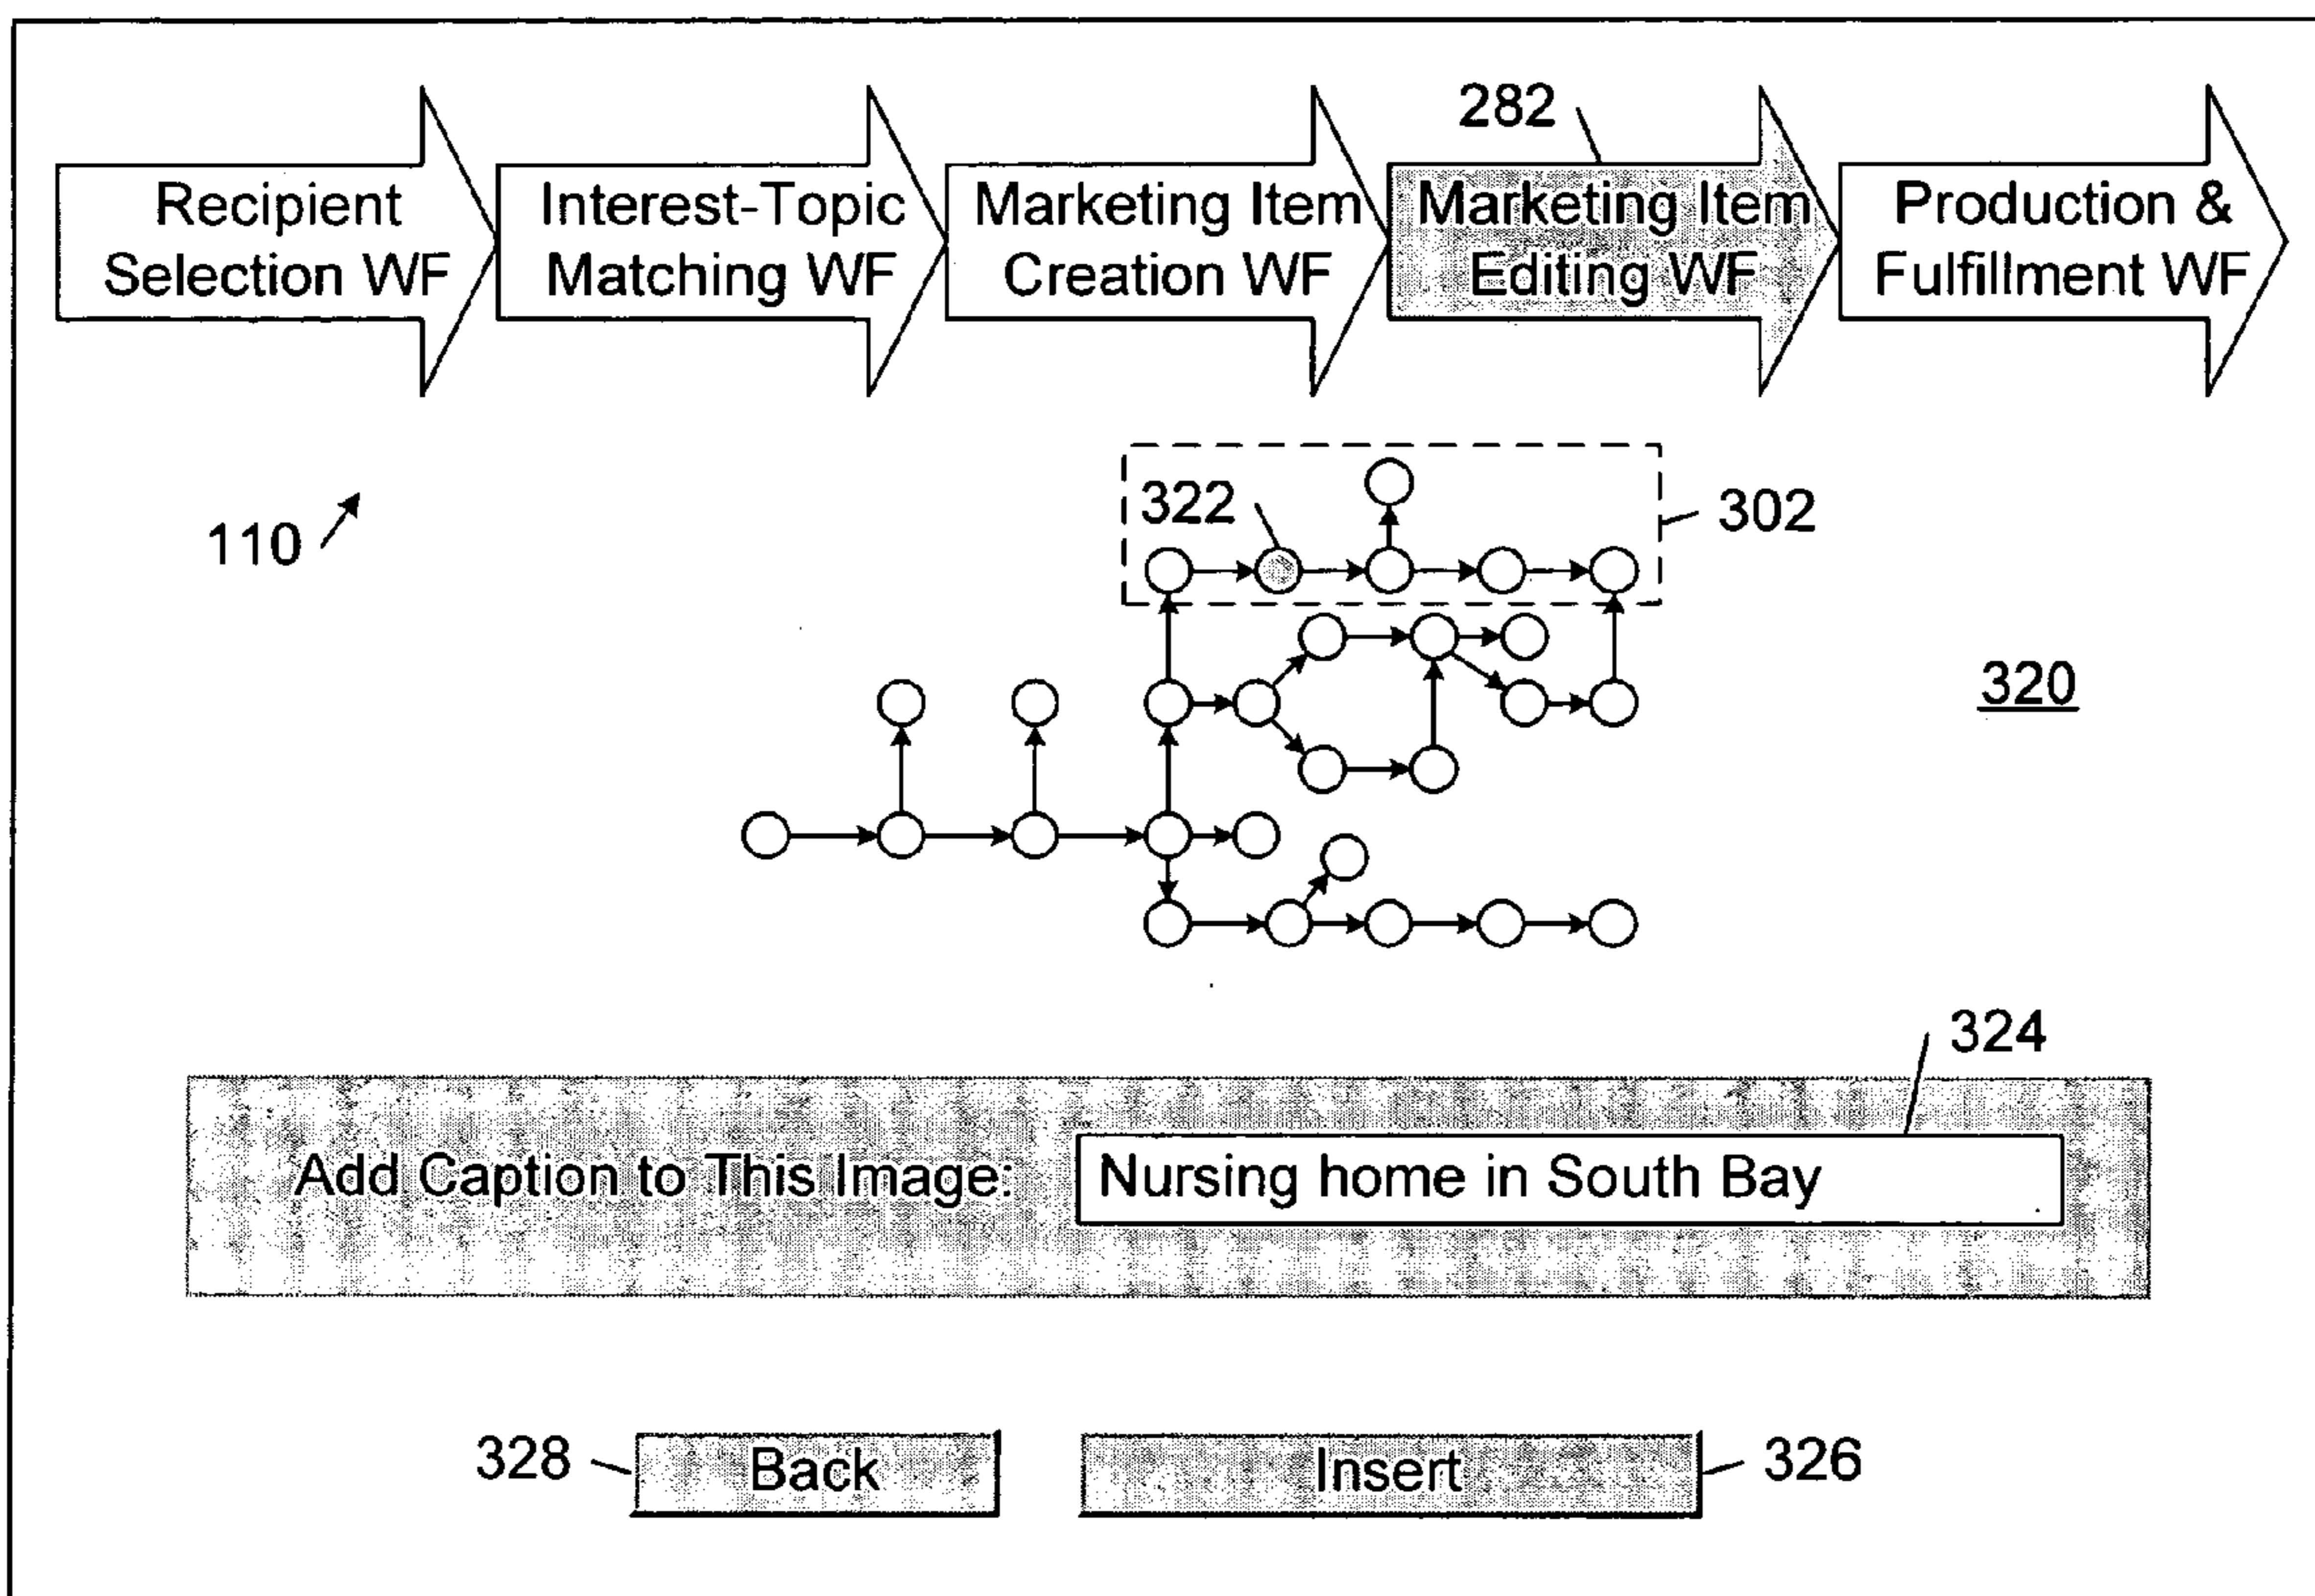 282
Recipient
Selection WF
Interest-Topic
Matching WF
Marketing Item
Creation WF
Marketing Item
Editing WF
Production &
Fulfillment WF
322
302
110
320
324
Add Caption to This Image:
Nursing home in South Bay
328
Back
Insert
326